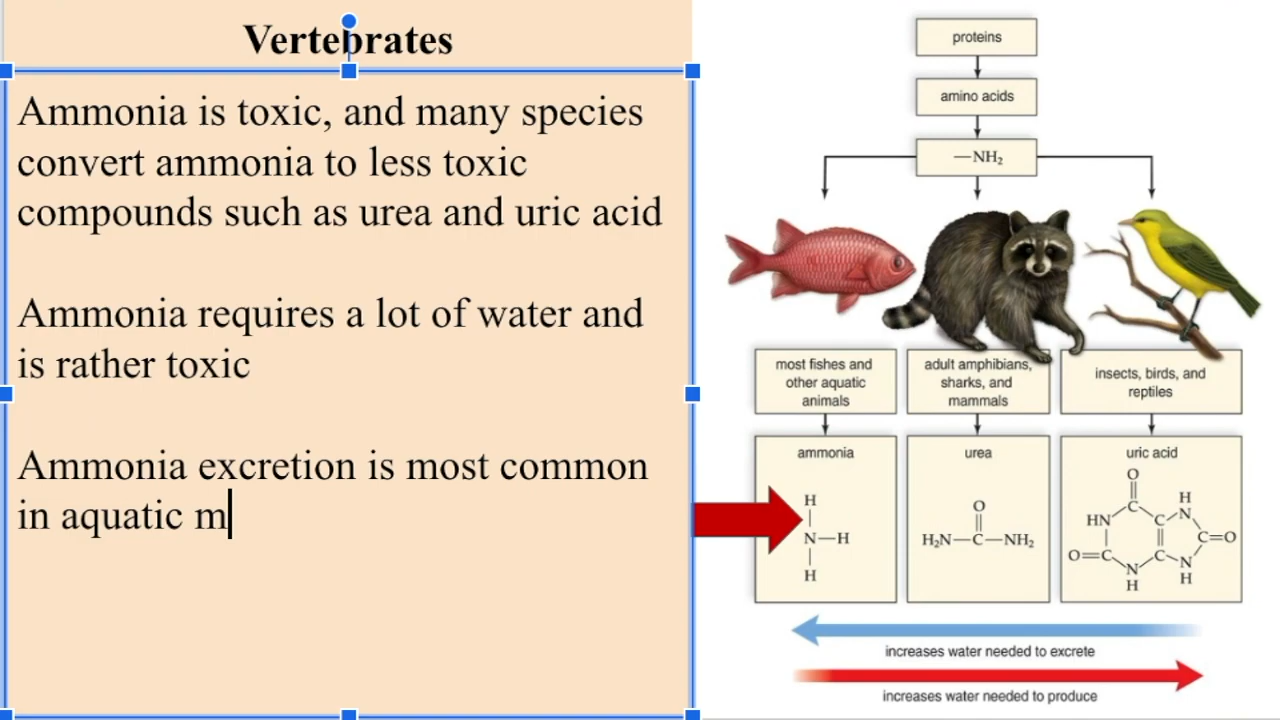 Vertebrates
Ammonia is toxic, and many species
convert ammonia to less toxic
compounds such as urea and uric acid
Ammonia requires a lot of water and
is rather toxic
Ammonia excretion is most common
in aquatic m
proteins
amino acids
—NH₂
most fishes and
other aquatic
animals
adult amphibians,
sharks, and
mammals
insects, birds, and
reptiles
ammonia
H
N—H
H
urea
O
H₂N—C—NH₂
uric acid
O
C
H
HN
C
N
C=O
O=C
C
N
N
H
H
increases water needed to excrete
increases water needed to produce